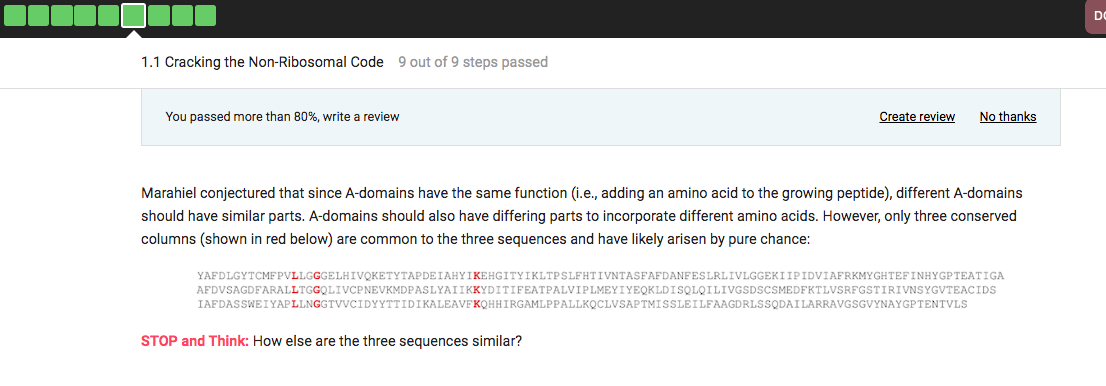 DO
1.1 Cracking the Non-Ribosomal Code 9 out of 9 steps passed
You passed more than 80%, write a review Create review No thanks
Marahiel conjectured that since A-domains have the same function (i.e., adding an amino acid to the growing peptide), different A-domains
should have similar parts. A-domains should also have differing parts to incorporate different amino acids. However, only three conserved
columns (shown in red below) are common to the three sequences and have likely arisen by pure chance:
YAFDLGYTCMFPVLLGGGELHIVQKETYTAPDEIAHYIKEHGITYIKLTPSLFHTIVNTASFAFDANFESLRLIVLGGEKIIPIDVIAFRKMYGHTEFINHYGPTEATIGA
AFDVSAGDFARALLTGGQLIVCPNEVKMDPASLYAIIKKYDITIFEATPALVIPLMEYIYEQKLDISQLQILIVGSDSCSMEDFKTLVSRFGSTIRIVNSYGVTEACIDS
IAFDASSWEIYAPLLNGGTVVCIDYYTTIDIKALEAVFKQHHIRGAMLPPALLKQCLVSAPTMISSLEILFAAGDRLSSQDAILARRAVGSGVYNAYGPTENTVLS
STOP and Think: How else are the three sequences similar?